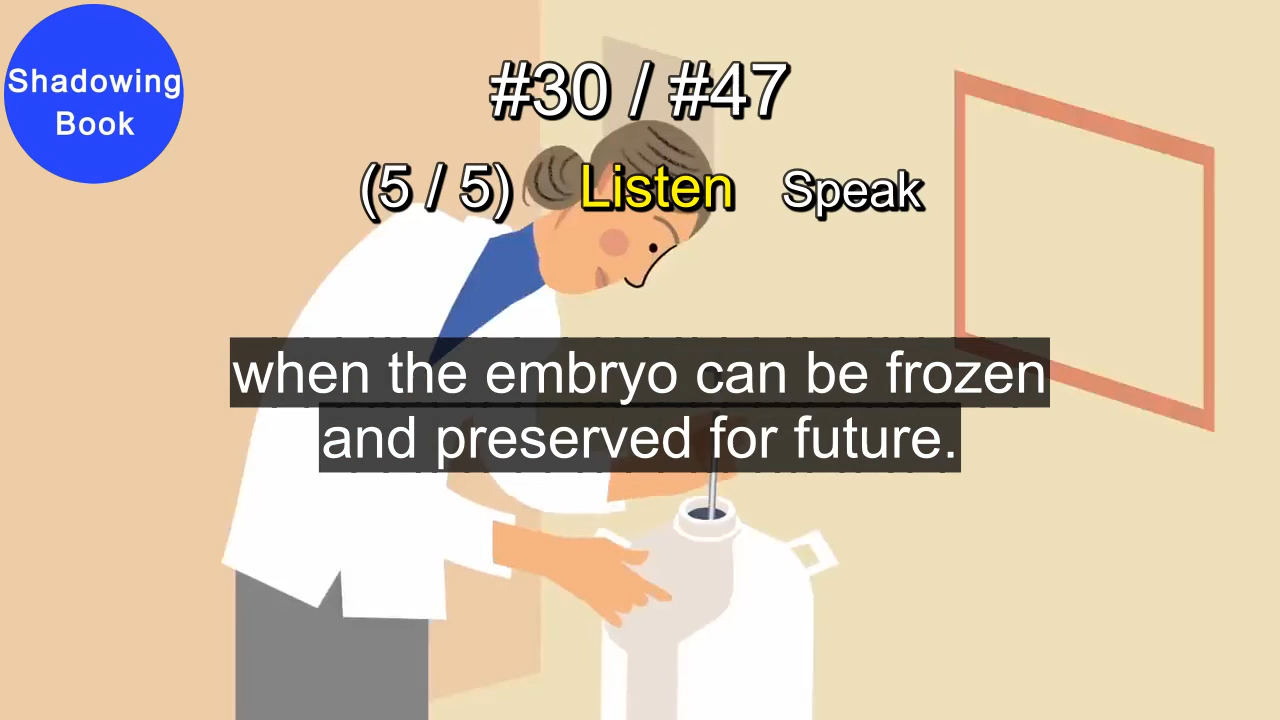 Shadowing
Book
#30 / #47
(5 / 5) Listen Speak
when the embryo can be frozen
and preserved for future.